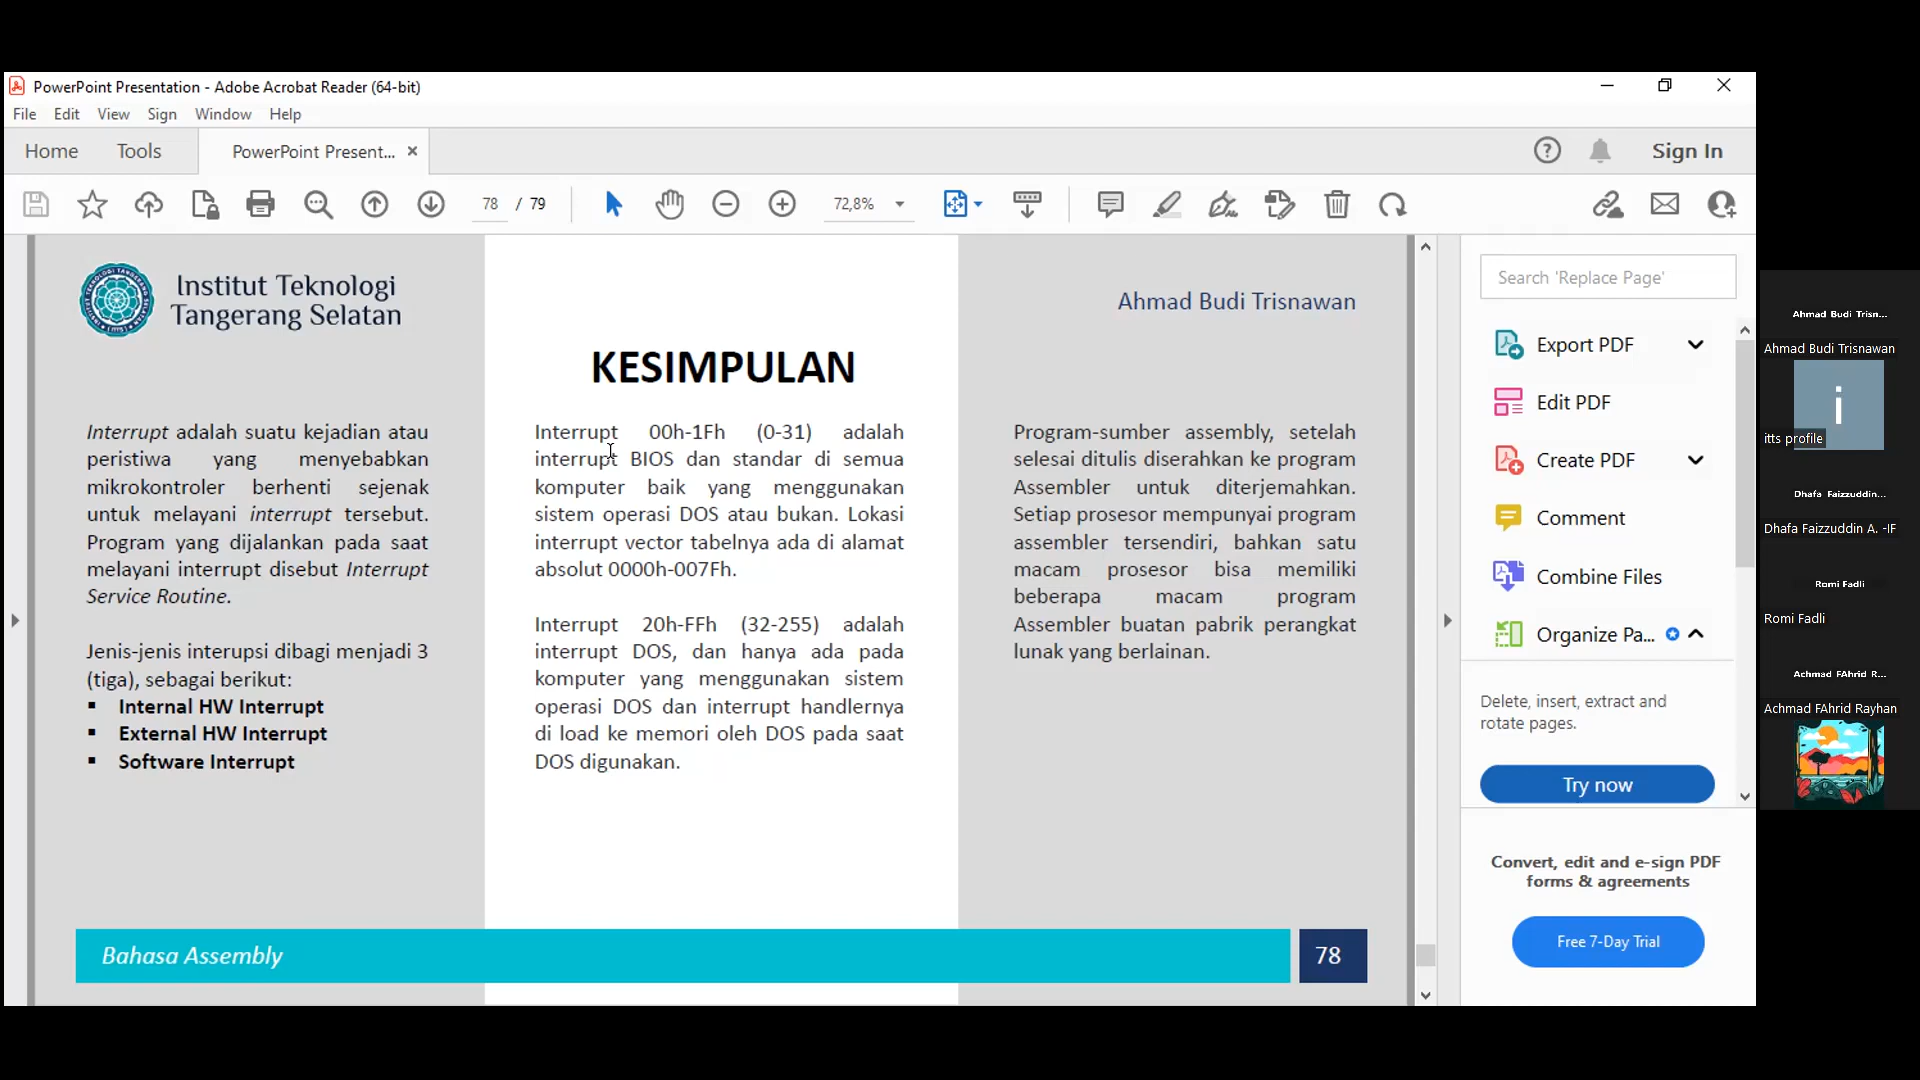 PowerPoint Presentation - Adobe Acrobat Reader (64-bit)
File Edit View Sign Window Help
Home Tools PowerPoint Present... ×
Sign In
78 / 79
72,8%
Institut Teknologi
Tangerang Selatan
Ahmad Budi Trisnawan
KESIMPULAN
Interrupt adalah suatu kejadian atau
peristiwa yang menyebabkan
mikrokontroler berhenti sejenak
untuk melayani interrupt tersebut.
Program yang dijalankan pada saat
melayani interrupt disebut Interrupt
Service Routine.
Jenis-jenis interupsi dibagi menjadi 3
(tiga), sebagai berikut:
▪ Internal HW Interrupt
▪ External HW Interrupt
▪ Software Interrupt
Interrupt 00h-1Fh (0-31) adalah
interrupt BIOS dan standar di semua
komputer baik yang menggunakan
sistem operasi DOS atau bukan. Lokasi
interrupt vector tabelnya ada di alamat
absolut 0000h-007Fh.
Interrupt 20h-FFh (32-255) adalah
interrupt DOS, dan hanya ada pada
komputer yang menggunakan sistem
operasi DOS dan interrupt handlernya
di load ke memori oleh DOS pada saat
DOS digunakan.
Program-sumber assembly, setelah
selesai ditulis diserahkan ke program
Assembler untuk diterjemahkan.
Setiap prosesor mempunyai program
assembler tersendiri, bahkan satu
macam prosesor bisa memiliki
beberapa macam program
Assembler buatan pabrik perangkat
lunak yang berlainan.
Bahasa Assembly
78
Search 'Replace Page'
Export PDF
Edit PDF
Create PDF
Comment
Combine Files
Organize Pa...
Delete, insert, extract and
rotate pages.
Try now
Convert, edit and e-sign PDF
forms & agreements
Free 7-Day Trial
Ahmad Budi Trisn...
Ahmad Budi Trisnawan
i
itts profile
Dhafa Faizzuddin...
Dhafa Faizzuddin A. -IF
Romi Fadli
Romi Fadli
Achmad FAhrid R...
Achmad FAhrid Rayhan